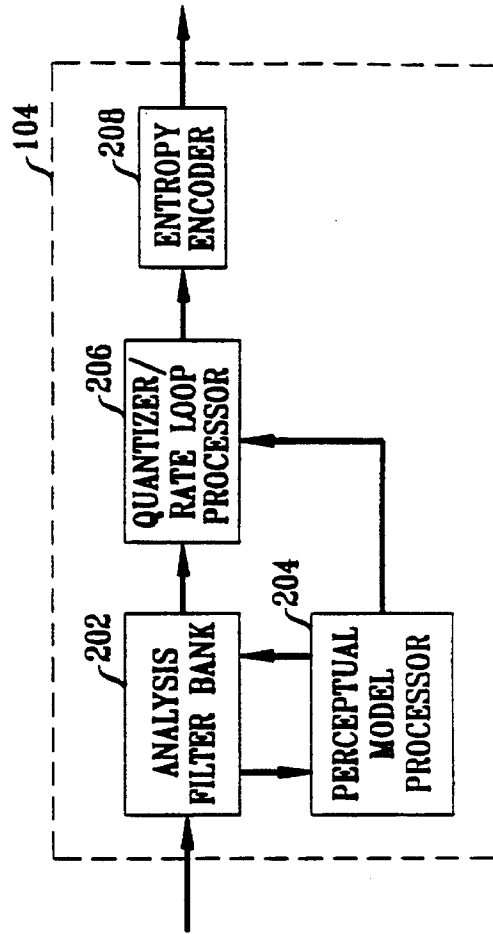 104
202
ANALYSIS
FILTER BANK
204
PERCEPTUAL
MODEL
PROCESSOR
206
QUANTIZER/
RATE LOOP
PROCESSOR
208
ENTROPY
ENCODER